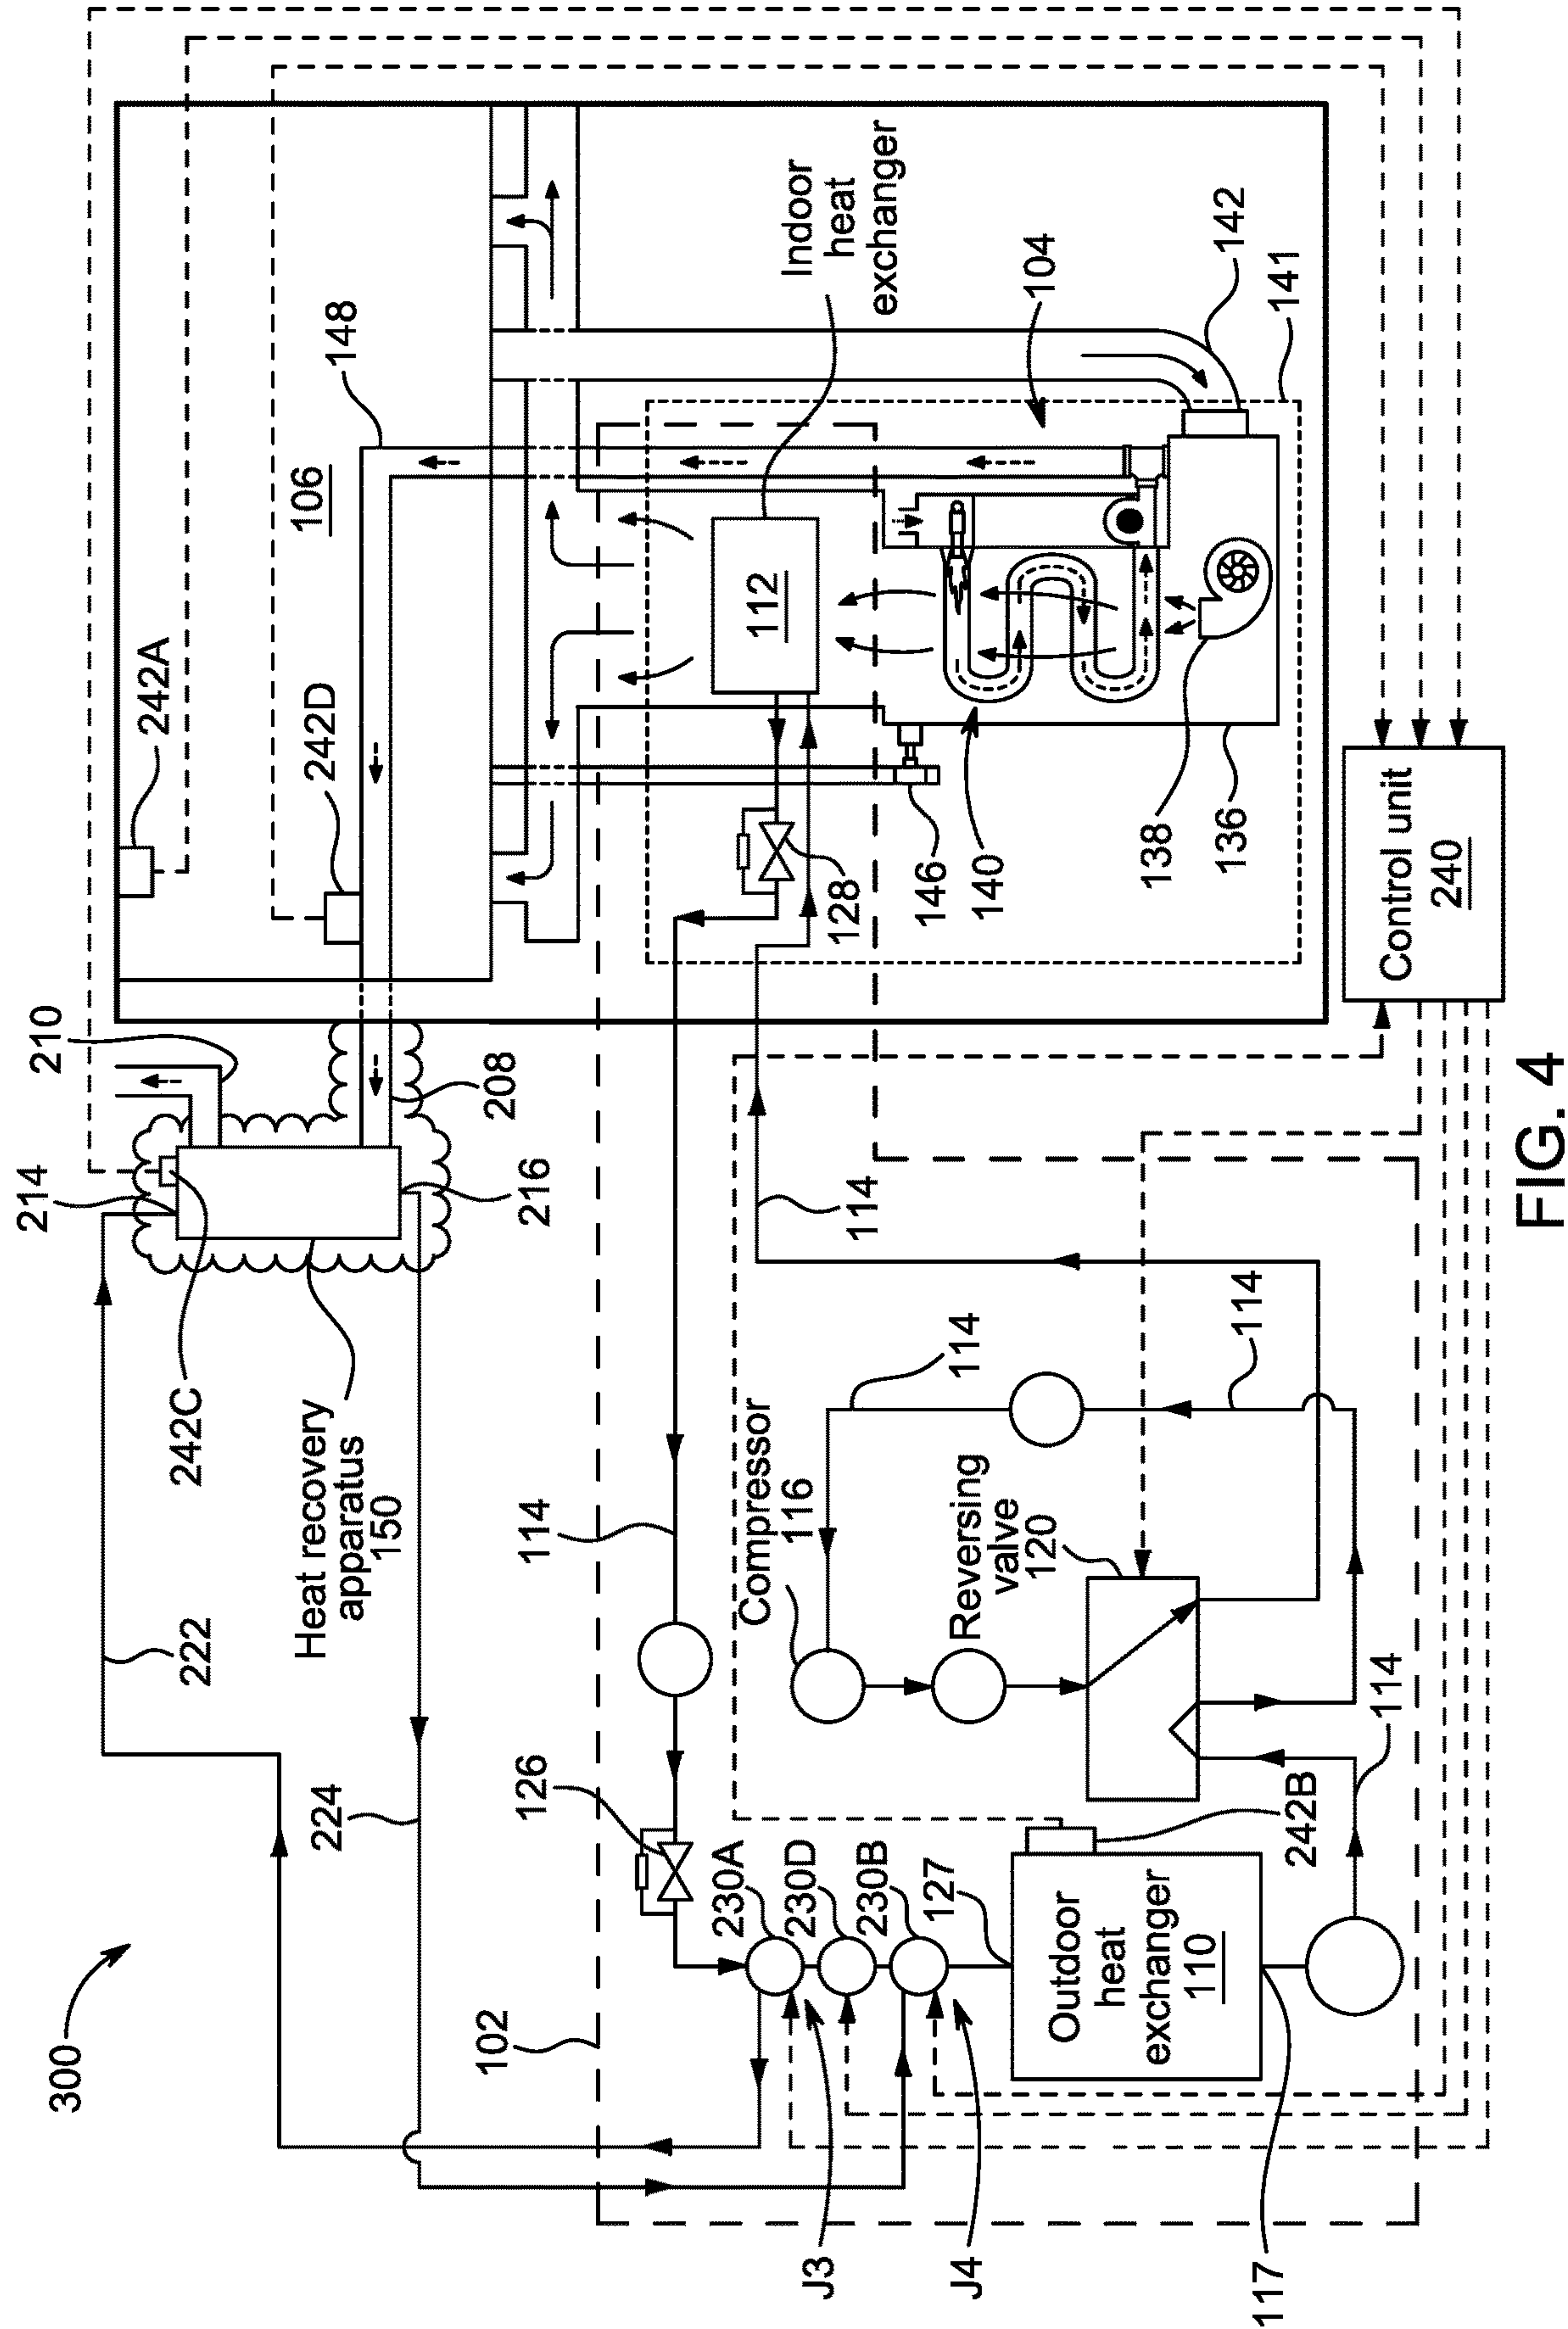 300
222
224
102
J3
J4
117
214
242C
Heat recovery
apparatus
150
210
208
216
242A
242D
106
148
Indoor
heat
exchanger
104
142
141
112
128
146
140
138
136
114
114
114
114
114
126
230A
230D
230B
127
Compressor
116
Reversing
valve
120
242B
Outdoor
heat
exchanger
110
Control unit
240
FIG. 4